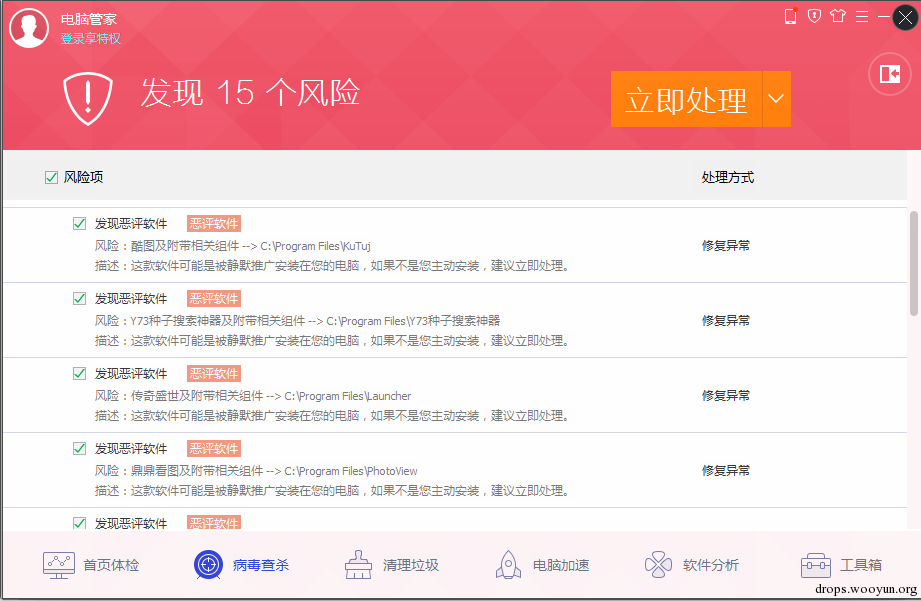 电脑管家
登录享特权
发现 15 个风险
立即处理
风险项 处理方式
发现恶评软件 恶评软件
风险：酷图及附带相关组件 --> C:\Program Files\KuTuj
修复异常
描述：这款软件可能是被静默推广安装在您的电脑，如果不是您主动安装，建议立即处理。
发现恶评软件 恶评软件
风险：Y73种子搜索神器及附带相关组件 --> C:\Program Files\Y73种子搜索神器
修复异常
描述：这款软件可能是被静默推广安装在您的电脑，如果不是您主动安装，建议立即处理。
发现恶评软件 恶评软件
风险：传奇盛世及附带相关组件 --> C:\Program Files\Launcher
修复异常
描述：这款软件可能是被静默推广安装在您的电脑，如果不是您主动安装，建议立即处理。
发现恶评软件 恶评软件
风险：鼎鼎看图及附带相关组件 --> C:\Program Files\PhotoView
修复异常
描述：这款软件可能是被静默推广安装在您的电脑，如果不是您主动安装，建议立即处理。
发现恶评软件 恶评软件
首页体检 病毒查杀 清理垃圾 电脑加速 软件分析 工具箱
drops.wooyun.org